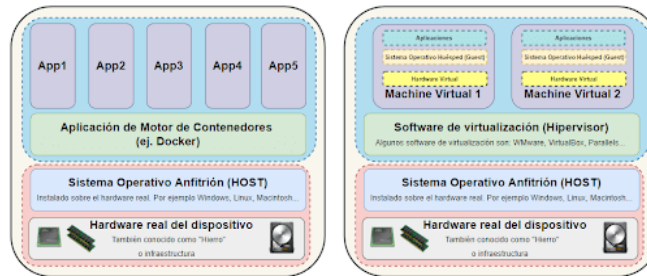 App1
App2
App3
App4
App5
Aplicación de Motor de Contenedores
(ej. Docker)
Sistema Operativo Anfitrión (HOST)
Instalado sobre el hardware real. Por ejemplo Windows, Linux, Macintosh...
Hardware real del dispositivo
También conocido como "Hierro"
o infraestructura
Aplicaciones
Sistema Operativo Huésped (Guest)
Hardware Virtual
Machine Virtual 1
Aplicaciones
Sistema Operativo Huésped (Guest)
Hardware Virtual
Machine Virtual 2
Software de virtualización (Hipervisor)
Algunos software de virtualización son: WMware, VirtualBox, Parallels...
Sistema Operativo Anfitrión (HOST)
Instalado sobre el hardware real. Por ejemplo Windows, Linux, Macintosh...
Hardware real del dispositivo
También conocido como "Hierro"
o infraestructura